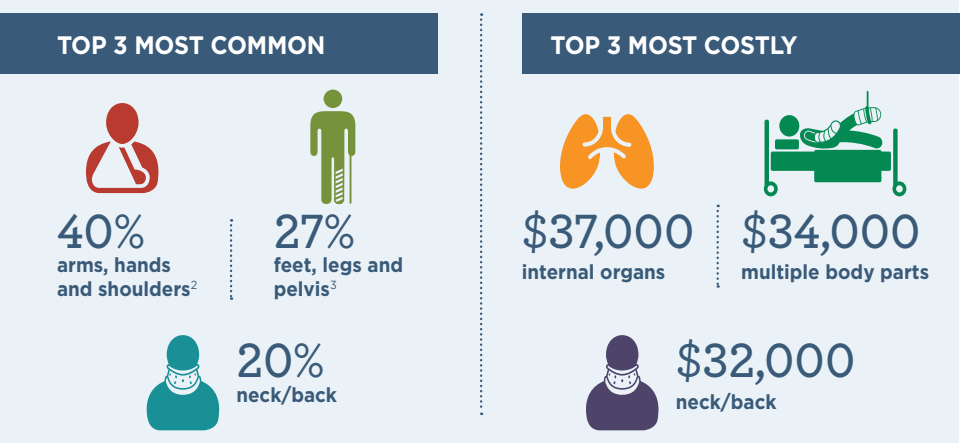 TOP 3 MOST COMMON
40%
arms, hands
and shoulders2
27%
feet, legs and
pelvis3
20%
neck/back
TOP 3 MOST COSTLY
$37,000
internal organs
$34,000
multiple body parts
$32,000
neck/back